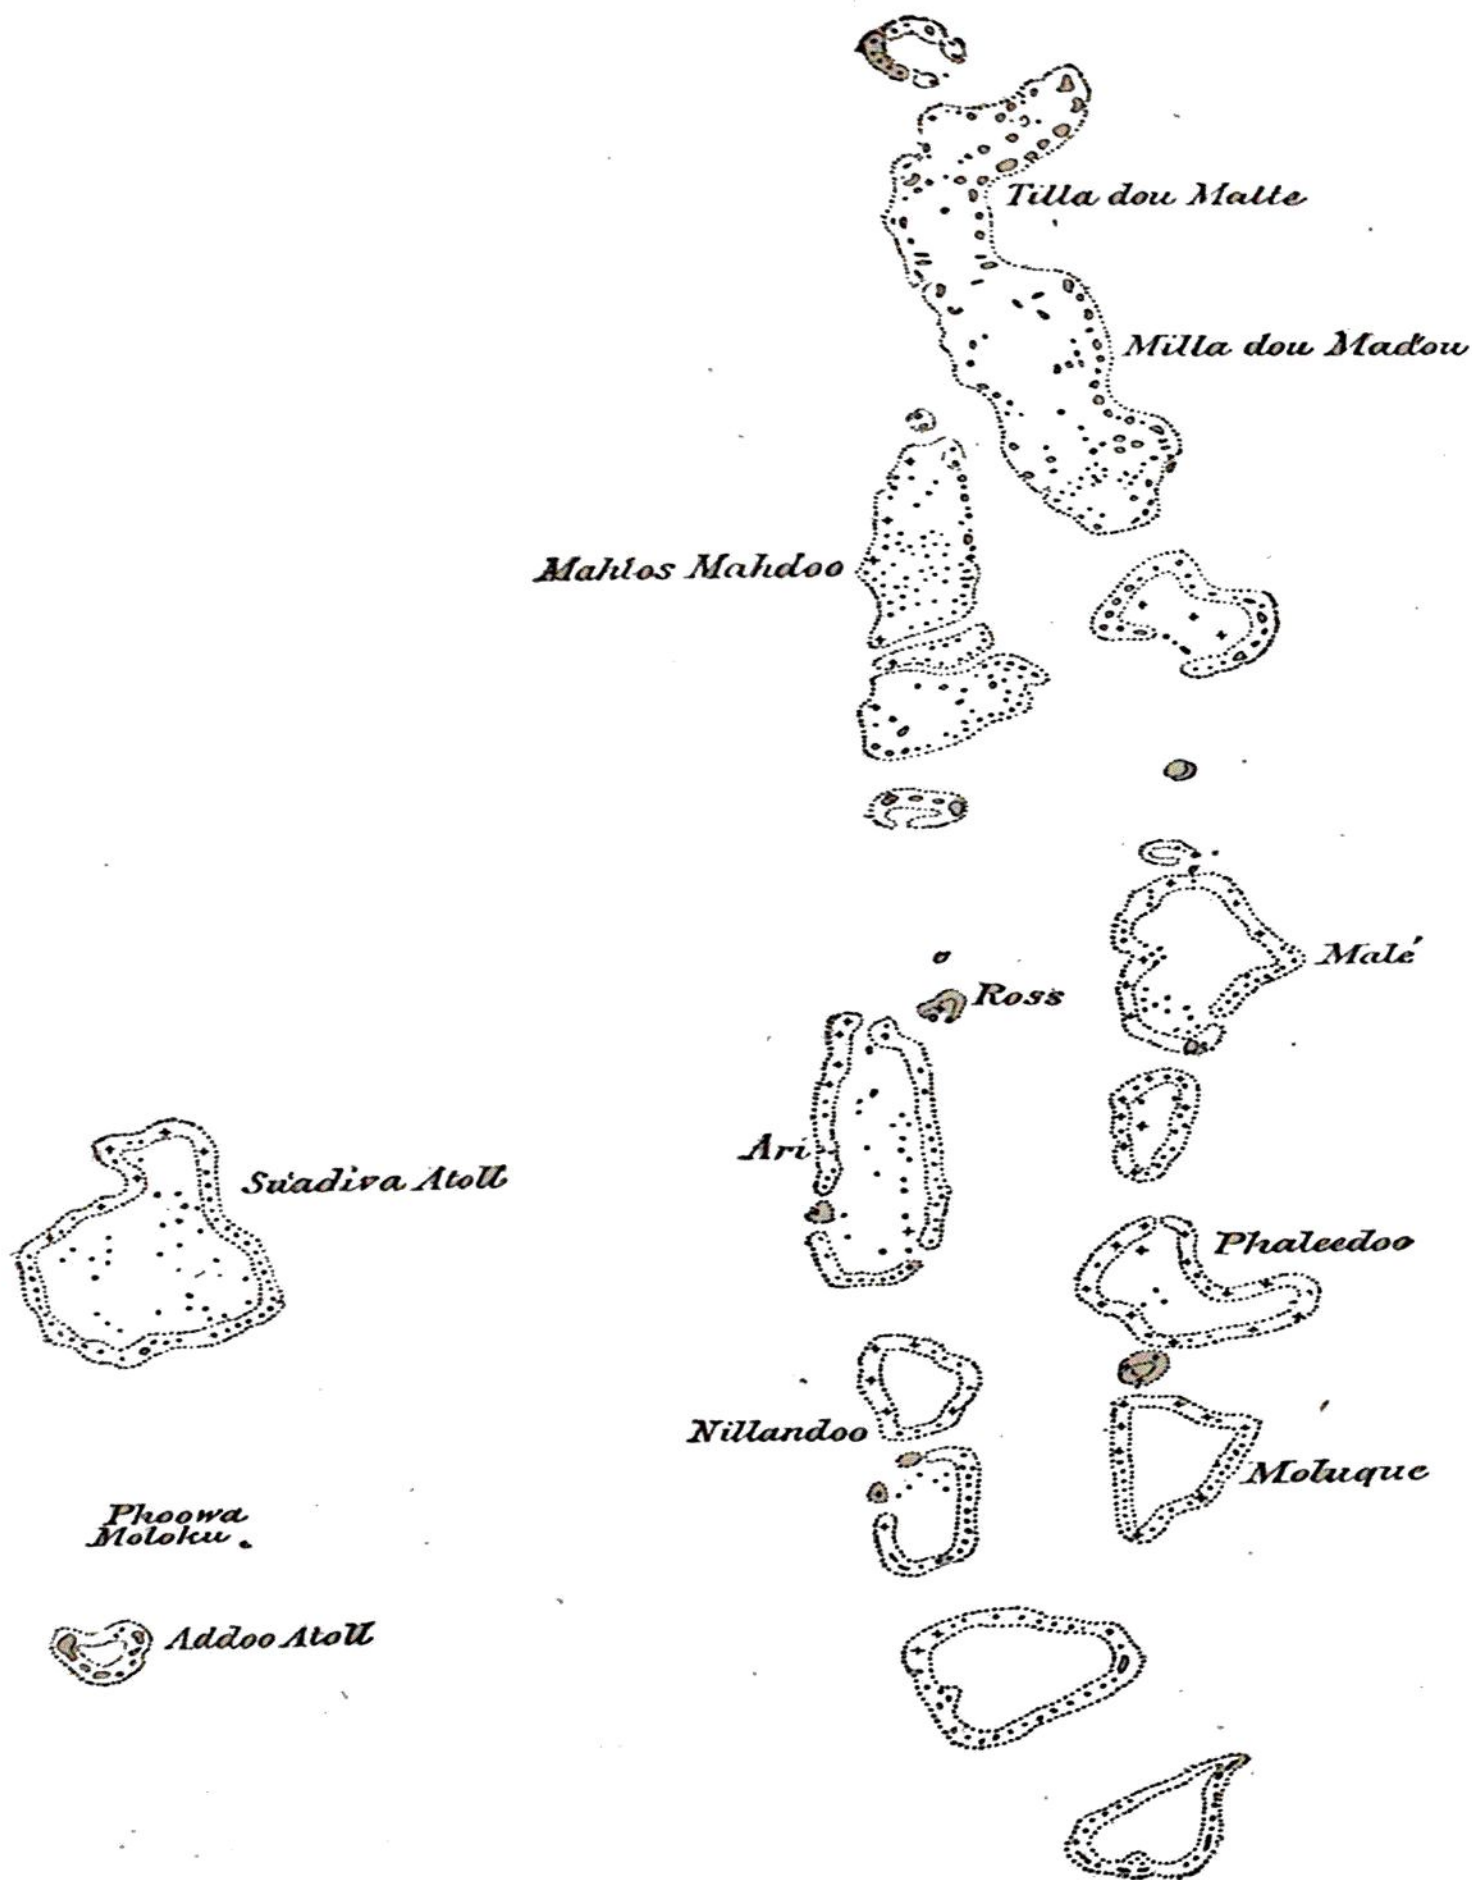 Tilla dou Matte
Milla dou Madou
Mahlos Mahdoo
Malé
Ross
Ari
Suadiva Atoll
Phaleedoo
Nillandoo
Moluque
Phoowa
Moloku
Addoo Atoll